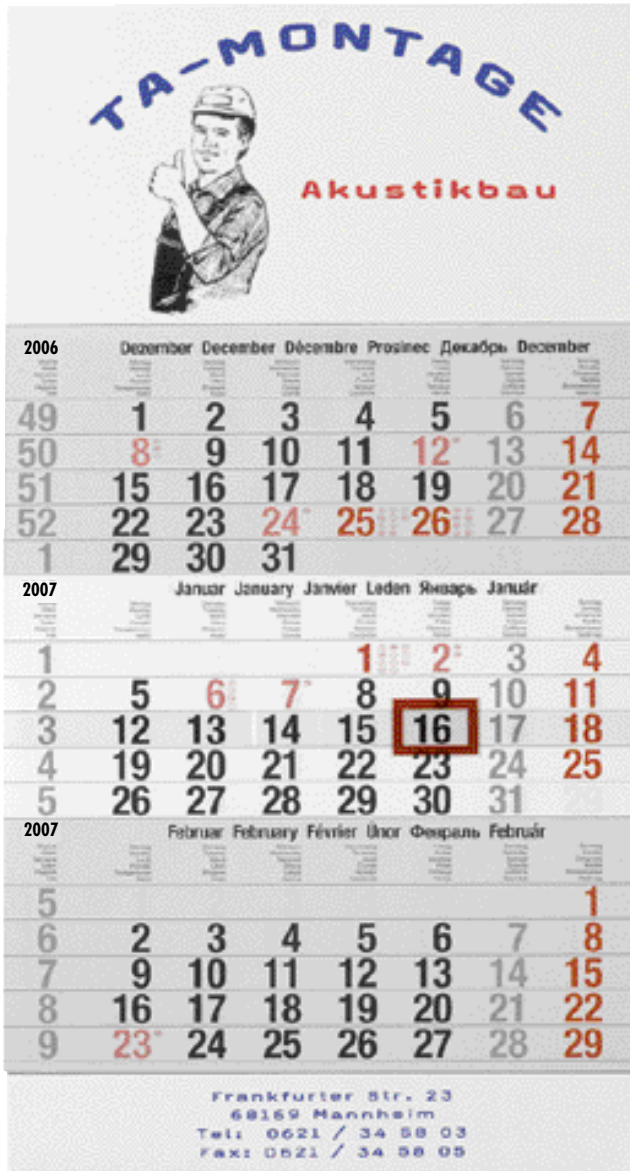 TA-MONTAGE
Akustikbau
2006 Dezember December Décembre Prosinec Декабрь December
49 1 2 3 4 5 6 7
50 8 9 10 11 12 13 14
51 15 16 17 18 19 20 21
52 22 23 24 25 26 27 28
1 29 30 31
2007 Januar January Janvier Leden Январь Január
1 1 2 3 4
2 5 6 7 8 9 10 11
3 12 13 14 15 16 17 18
4 19 20 21 22 23 24 25
5 26 27 28 29 30 31
2007 Februar February Février Únor Февраль Február
5 1
6 2 3 4 5 6 7 8
7 9 10 11 12 13 14 15
8 16 17 18 19 20 21 22
9 23 24 25 26 27 28 29
Frankfurter Str. 23
68169 Mannheim
Tel: 0621 / 34 58 03
Fax: 0621 / 34 58 05